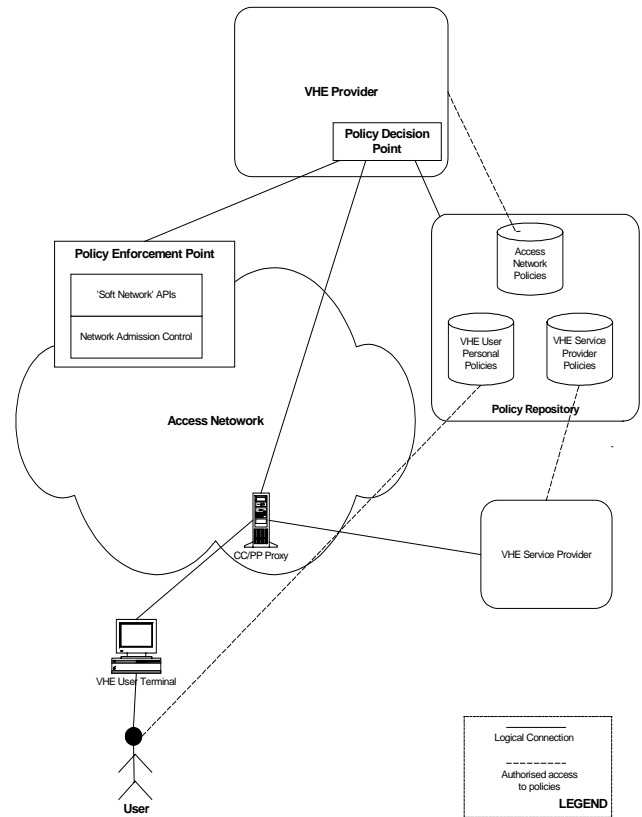 VHE Provider
Policy Decision
Point
Policy Enforcement Point
'Soft Network' APIs
Network Admission Control
Access
Network
Policies
VHE User
Personal
Policies
VHE Service
Provider
Policies
Policy Repository
Access Netowork
CC/PP Proxy
VHE Service Provider
VHE User Terminal
User
Logical Connection
Authorised access
to policies
LEGEND